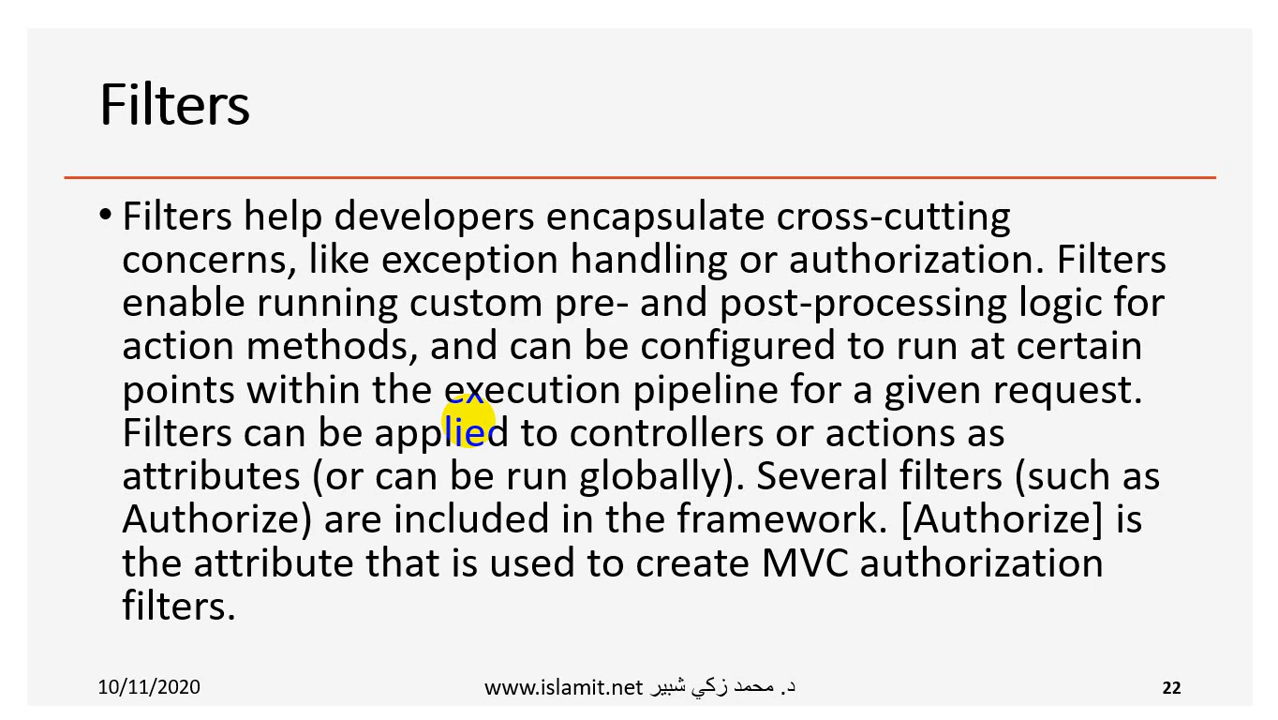 Filters
• Filters help developers encapsulate cross-cutting
concerns, like exception handling or authorization. Filters
enable running custom pre- and post-processing logic for
action methods, and can be configured to run at certain
points within the execution pipeline for a given request.
Filters can be applied to controllers or actions as
attributes (or can be run globally). Several filters (such as
Authorize) are included in the framework. [Authorize] is
the attribute that is used to create MVC authorization
filters.
10/11/2020
www.islamit.net د. محمد زكي شبير
22